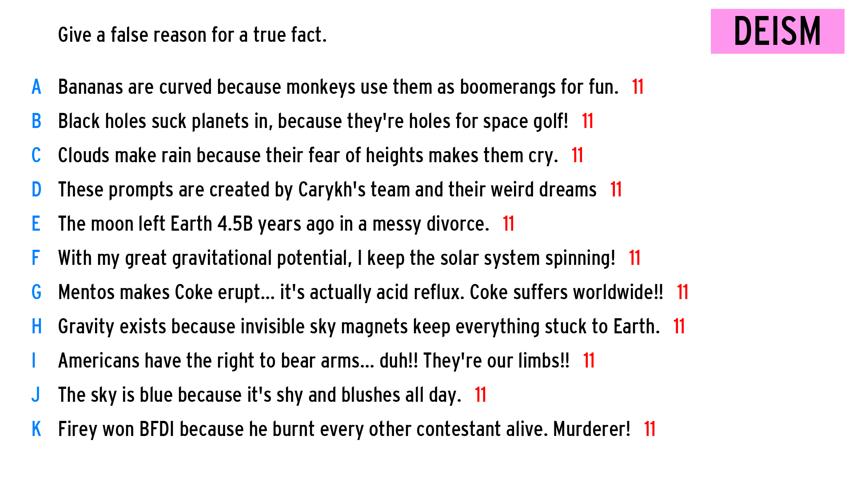 Give a false reason for a true fact.
DEISM
A Bananas are curved because monkeys use them as boomerangs for fun. 11
B Black holes suck planets in, because they're holes for space golf! 11
C Clouds make rain because their fear of heights makes them cry. 11
D These prompts are created by Carykh's team and their weird dreams 11
E The moon left Earth 4.5B years ago in a messy divorce. 11
F With my great gravitational potential, I keep the solar system spinning! 11
G Mentos makes Coke erupt... it's actually acid reflux. Coke suffers worldwide!! 11
H Gravity exists because invisible sky magnets keep everything stuck to Earth. 11
I Americans have the right to bear arms... duh!! They're our limbs!! 11
J The sky is blue because it's shy and blushes all day. 11
K Firey won BFDI because he burnt every other contestant alive. Murderer! 11